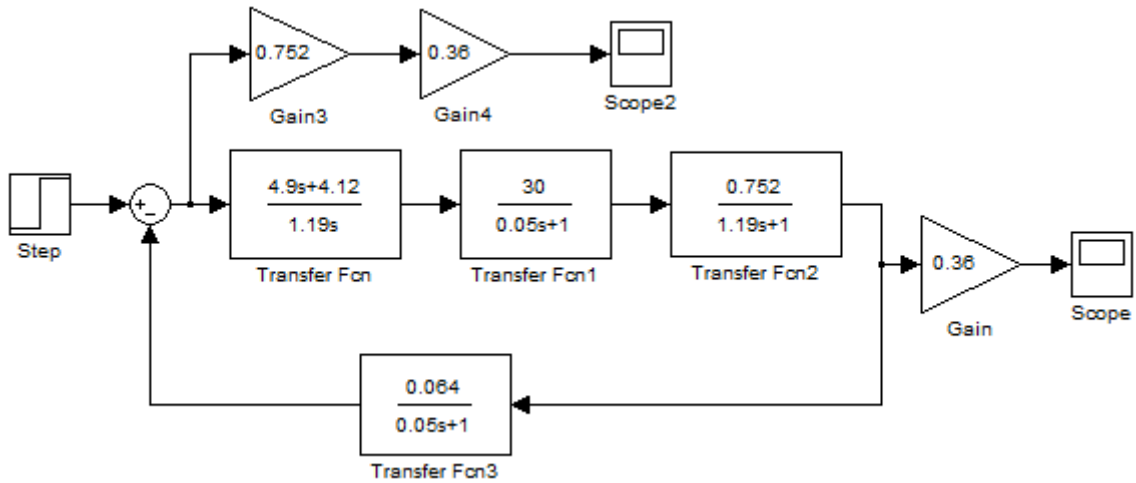 0.752
0.36
Scope2
Gain3
Gain4
4.9s+4.12
1.19s
30
0.05s+1
0.752
1.19s+1
+
−
Step
Transfer Fcn
Transfer Fcn1
Transfer Fcn2
0.36
Gain
Scope
0.064
0.05s+1
Transfer Fcn3